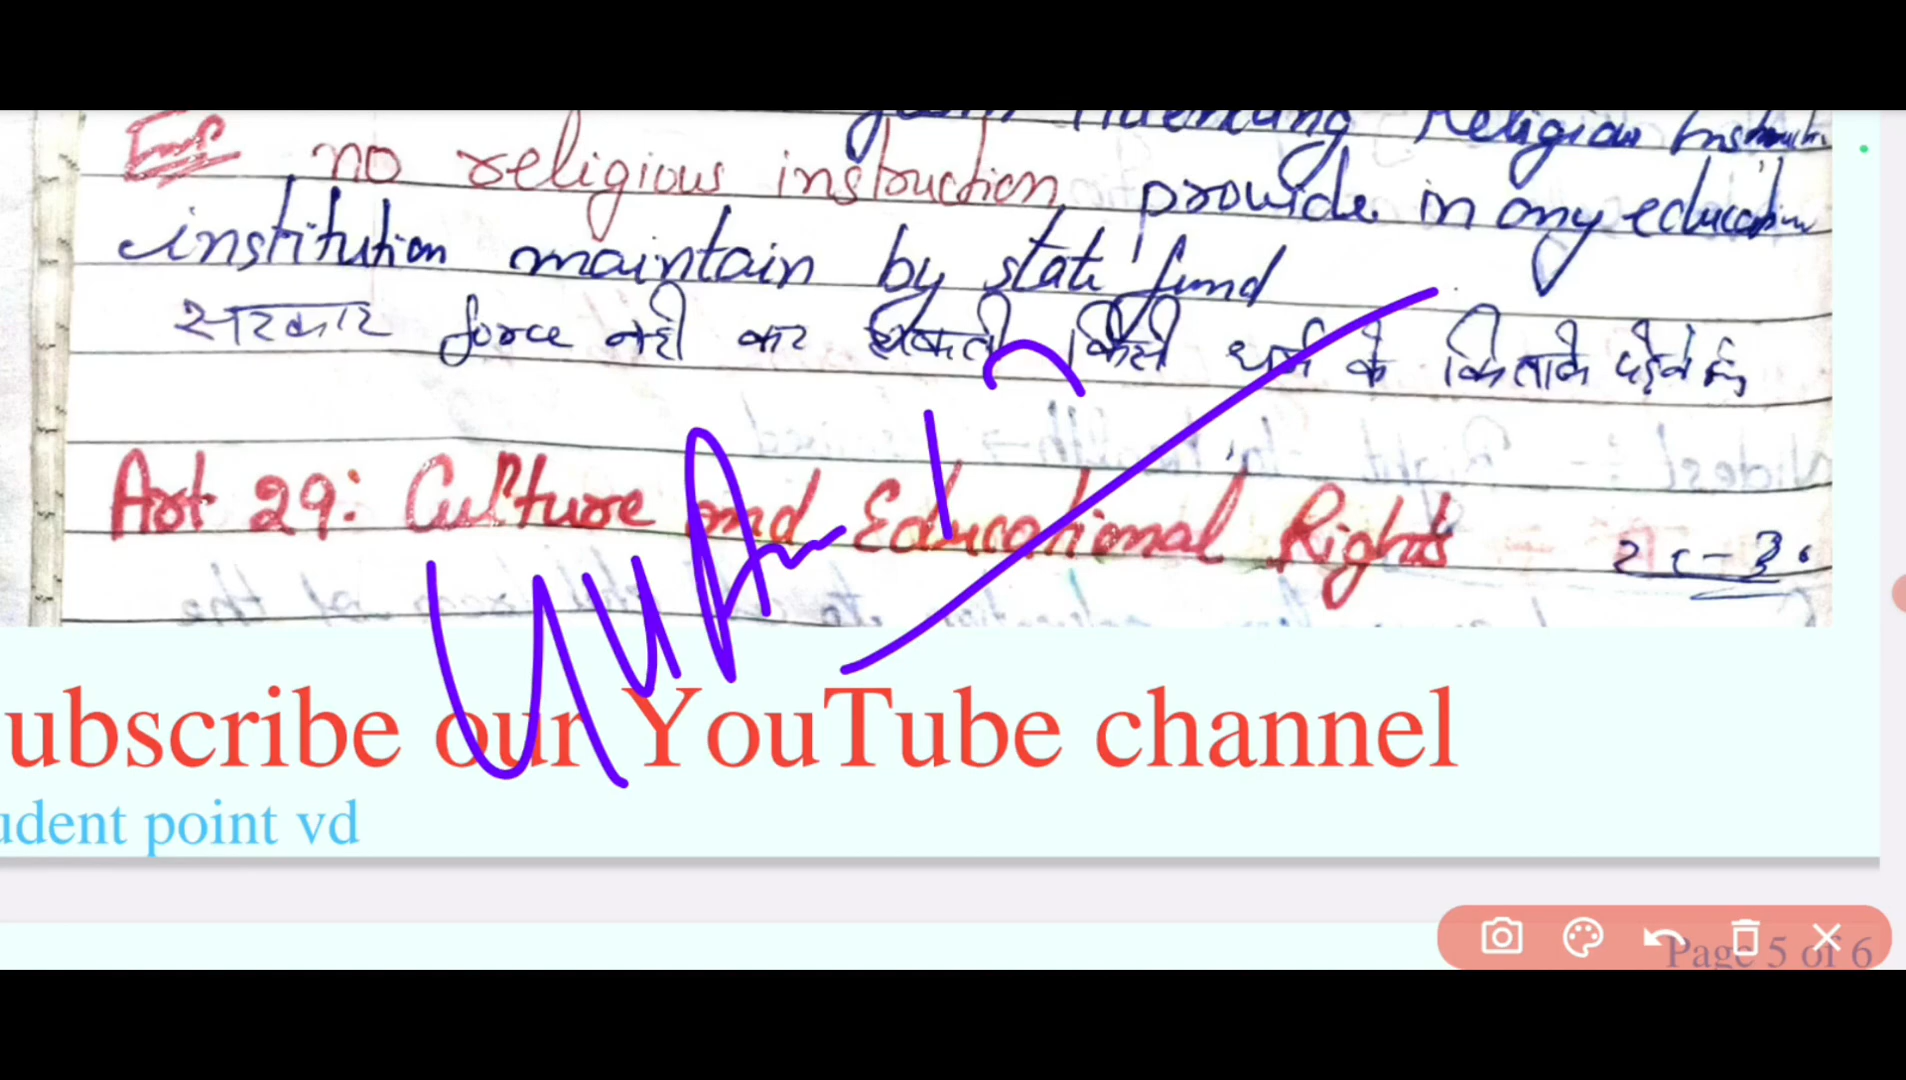 Imp no religious instruction provide in any education
institution maintain by state fund
सरकार force नही कर सकती किसी धर्म के किताबे
Art 29: Culture and Educational Rights
ubscribe our YouTube channel
udent point vd
Page 5 of 6